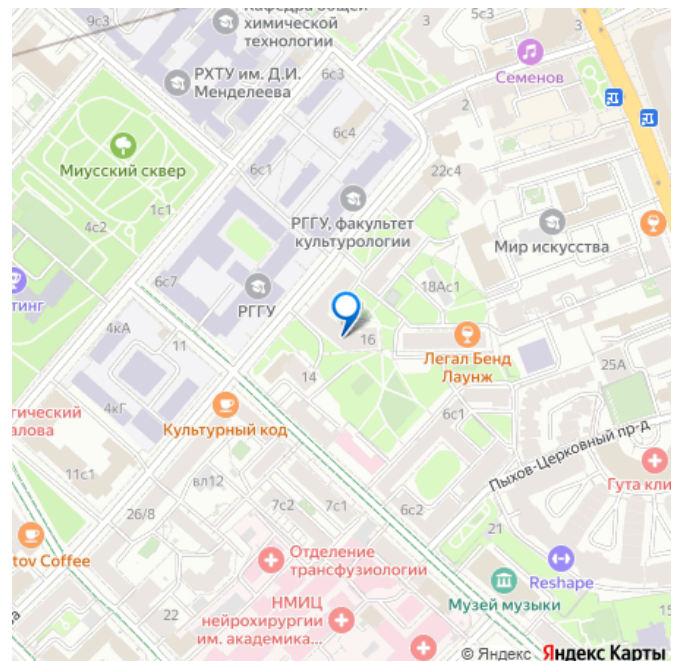 Кафедра общей
химической
технологии
3
5с3
3
6с3
РХТУ им. Д.И.
Менделеева
Семенов
2
6с4
Миусский сквер
6с1
22с4
1с1
4с2
РГГУ, факультет
культурологии
Мир искусства
6с7
тинг
РГГУ
18Ас1
4кА
11
16
Легал Бенд
Лаунж
14
25А
4кГ
гический
алова
Культурный код
6с1
Пыхов-Церковный пр-д
11с1
вл12
Гута кли
26/8
7с2
7с1
6с2
21
tov Coffee
Отделение
трансфузиологии
Reshape
Музей музыки
НМИЦ
нейрохирургии
им. академика...
22
15
© Яндекс Яндекс Карты